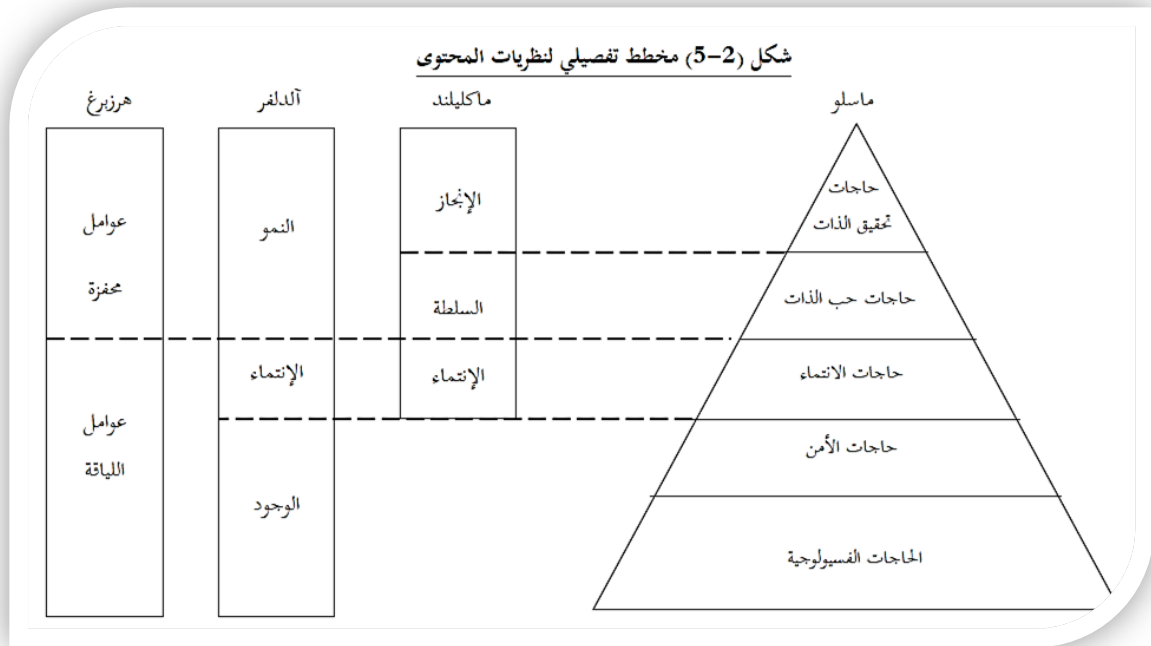 شكل (2-5) مخطط تفصيلي لنظريات المحتوى
ماسلو
حاجات
تحقيق الذات
حاجات حب الذات
حاجات الانتماء
حاجات الأمن
الحاجات الفسيولوجية
ماكليلند
الإنجاز
السلطة
الإنتماء
آلدلفر
النمو
الإنتماء
الوجود
هرزبرغ
عوامل
محفزة
عوامل
اللياقة